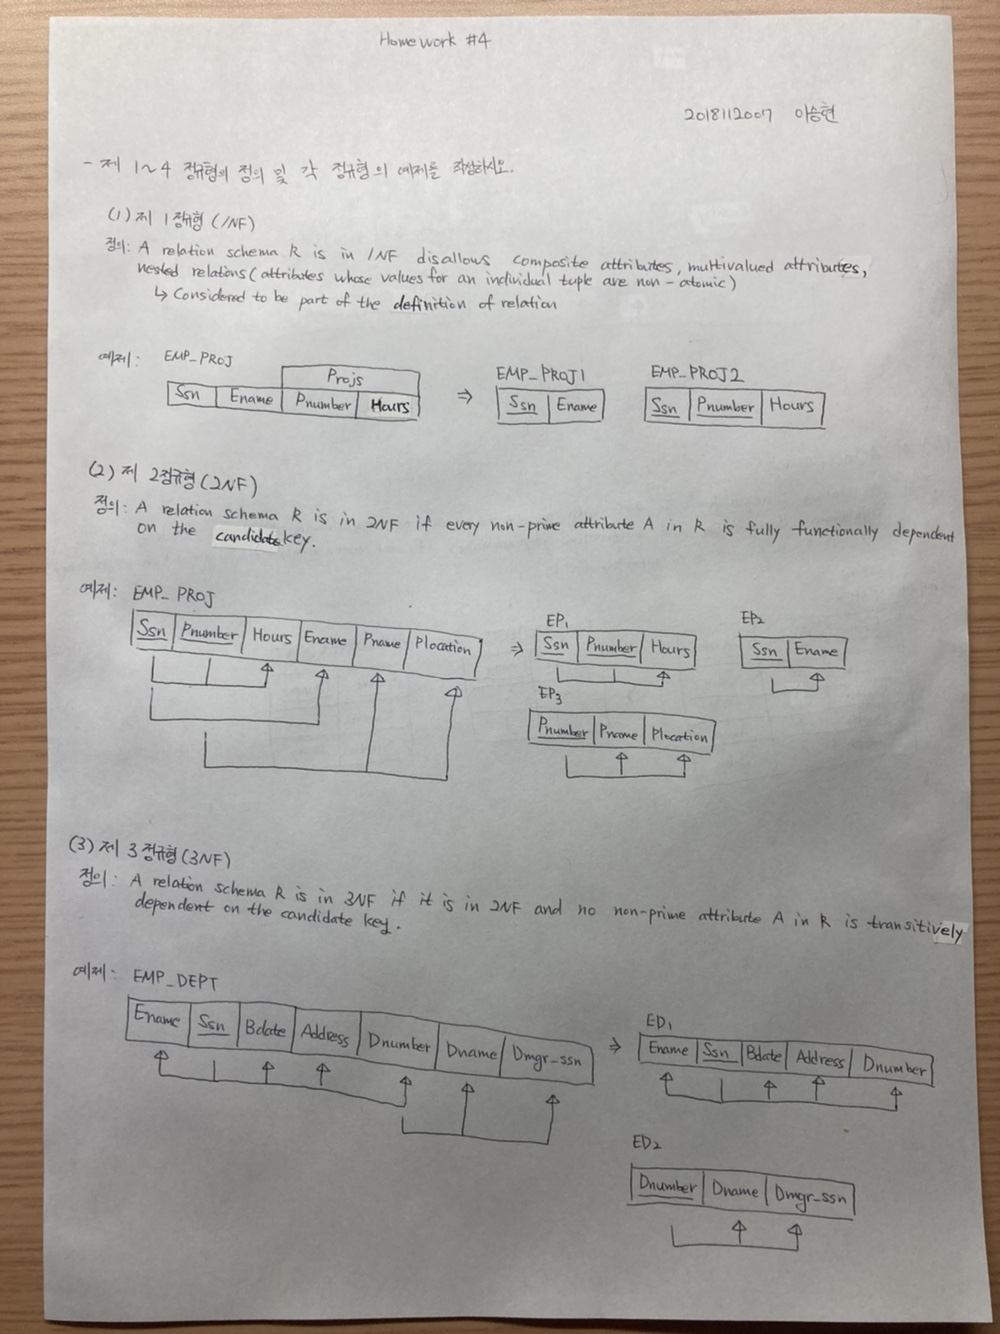 Homework #4
2018112007 이승현
- 제 1~4 정규형의 정의 및 각 정규형의 예제를 작성하시오.
(1) 제 1정규형 (1NF)
정의: A relation schema R is in 1NF disallows composite attributes, multivalued attributes,
nested relations (attributes whose values for an individual tuple are non-atomic)
↳ Considered to be part of the definition of relation
예제: EMP_PROJ
Projs
Ssn Ename Pnumber Hours
⇒
EMP_PROJ1
Ssn Ename
EMP_PROJ2
Ssn Pnumber Hours
(2) 제 2정규형 (2NF)
정의: A relation schema R is in 2NF if every non-prime attribute A in R is fully functionally dependent
on the candidate key.
예제: EMP_PROJ
Ssn Pnumber Hours Ename Pname Plocation
⇒
EP1
Ssn Pnumber Hours
EP2
Ssn Ename
EP3
Pnumber Pname Plocation
(3) 제 3정규형 (3NF)
정의: A relation schema R is in 3NF if it is in 2NF and no non-prime attribute A in R is transitively
dependent on the candidate key.
예제: EMP_DEPT
Ename Ssn Bdate Address Dnumber Dname Dmgr_ssn
⇒
ED1
Ename Ssn Bdate Address Dnumber
ED2
Dnumber Dname Dmgr_ssn